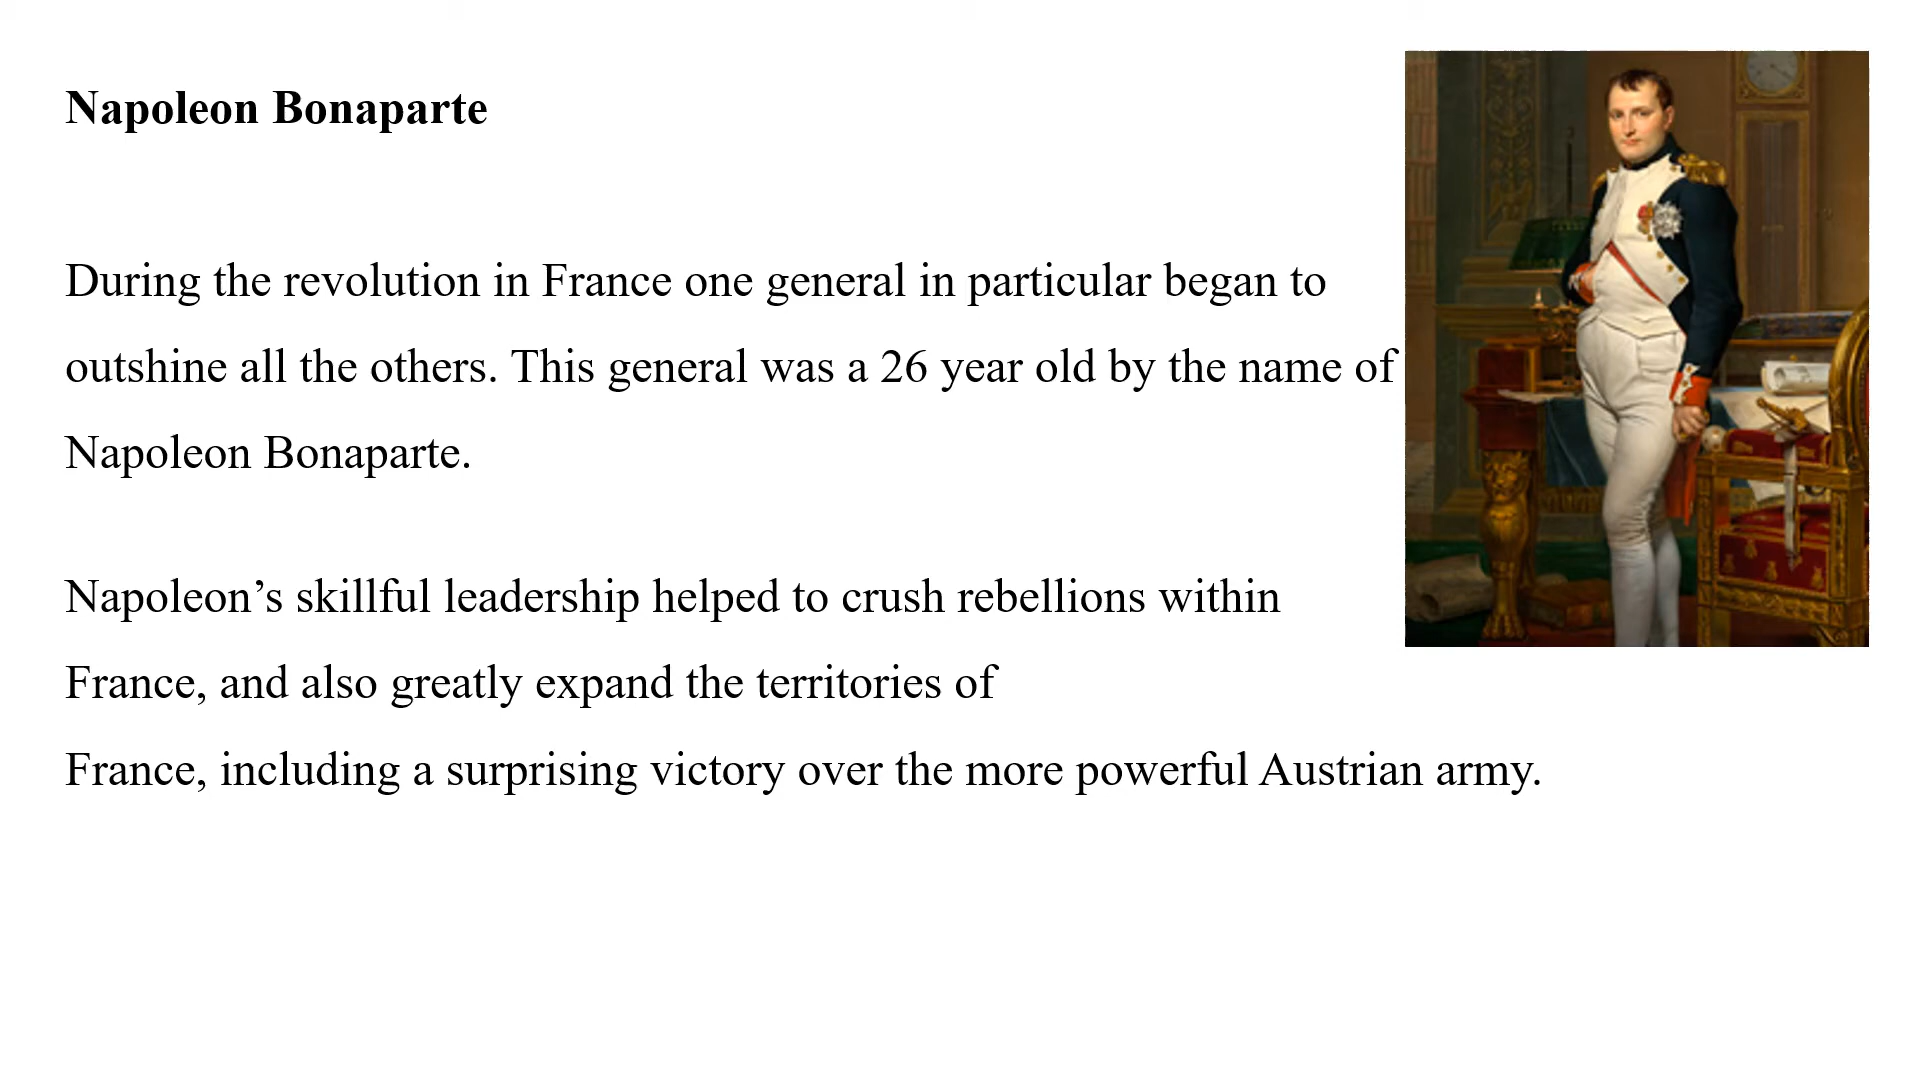 Napoleon Bonaparte
During the revolution in France one general in particular began to
outshine all the others. This general was a 26 year old by the name of
Napoleon Bonaparte.
Napoleon’s skillful leadership helped to crush rebellions within
France, and also greatly expand the territories of
France, including a surprising victory over the more powerful Austrian army.